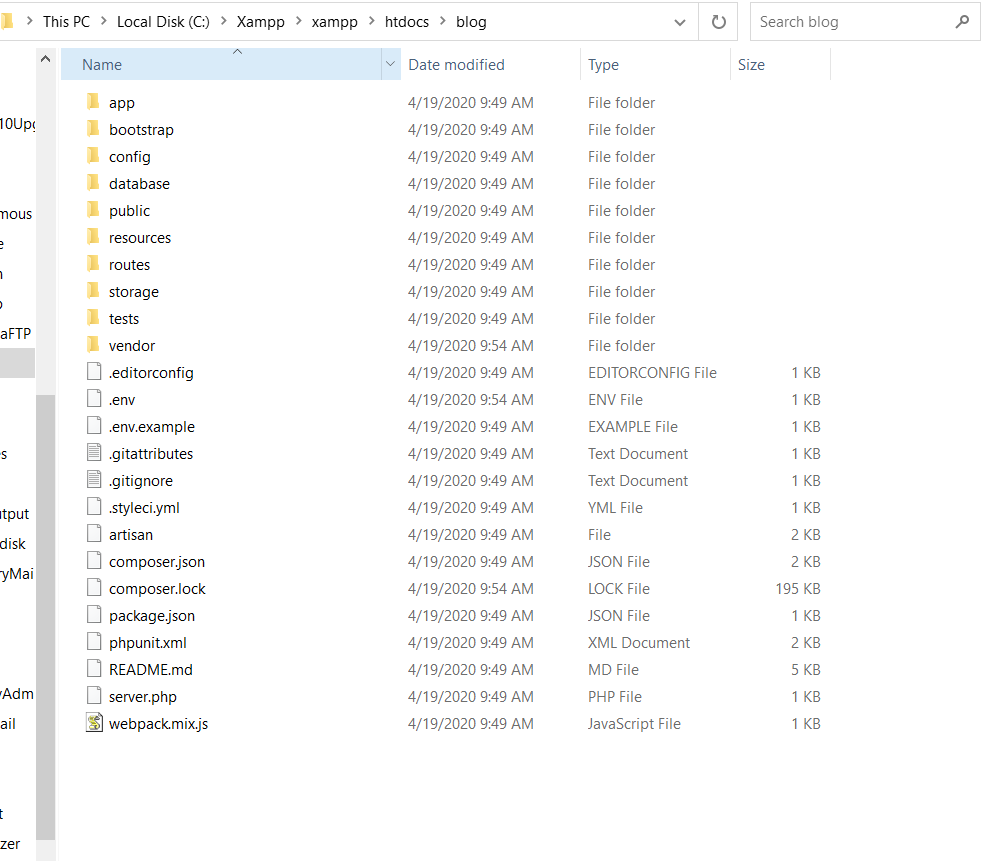 This PC > Local Disk (C:) > Xampp > xampp > htdocs > blog
Search blog
Name Date modified Type Size
app 4/19/2020 9:49 AM File folder
bootstrap 4/19/2020 9:49 AM File folder
config 4/19/2020 9:49 AM File folder
database 4/19/2020 9:49 AM File folder
public 4/19/2020 9:49 AM File folder
resources 4/19/2020 9:49 AM File folder
routes 4/19/2020 9:49 AM File folder
storage 4/19/2020 9:49 AM File folder
tests 4/19/2020 9:49 AM File folder
vendor 4/19/2020 9:54 AM File folder
.editorconfig 4/19/2020 9:49 AM EDITORCONFIG File 1 KB
.env 4/19/2020 9:54 AM ENV File 1 KB
.env.example 4/19/2020 9:49 AM EXAMPLE File 1 KB
.gitattributes 4/19/2020 9:49 AM Text Document 1 KB
.gitignore 4/19/2020 9:49 AM Text Document 1 KB
.styleci.yml 4/19/2020 9:49 AM YML File 1 KB
artisan 4/19/2020 9:49 AM File 2 KB
composer.json 4/19/2020 9:49 AM JSON File 2 KB
composer.lock 4/19/2020 9:54 AM LOCK File 195 KB
package.json 4/19/2020 9:49 AM JSON File 1 KB
phpunit.xml 4/19/2020 9:49 AM XML Document 2 KB
README.md 4/19/2020 9:49 AM MD File 5 KB
server.php 4/19/2020 9:49 AM PHP File 1 KB
webpack.mix.js 4/19/2020 9:49 AM JavaScript File 1 KB